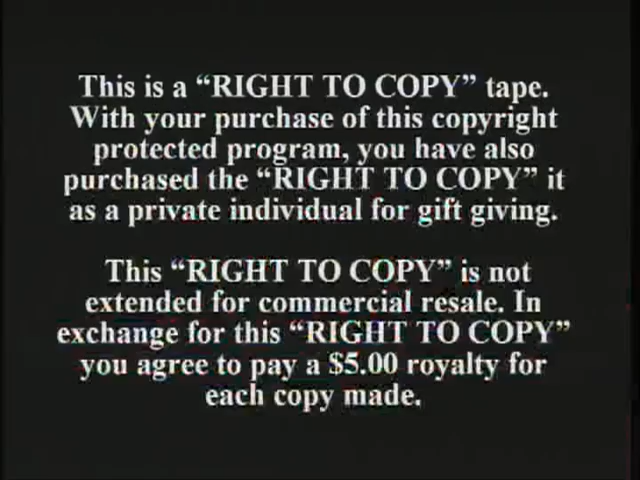 This is a “RIGHT TO COPY” tape.
With your purchase of this copyright
protected program, you have also
purchased the “RIGHT TO COPY” it
as a private individual for gift giving.
This “RIGHT TO COPY” is not
extended for commercial resale. In
exchange for this “RIGHT TO COPY”
you agree to pay a $5.00 royalty for
each copy made.